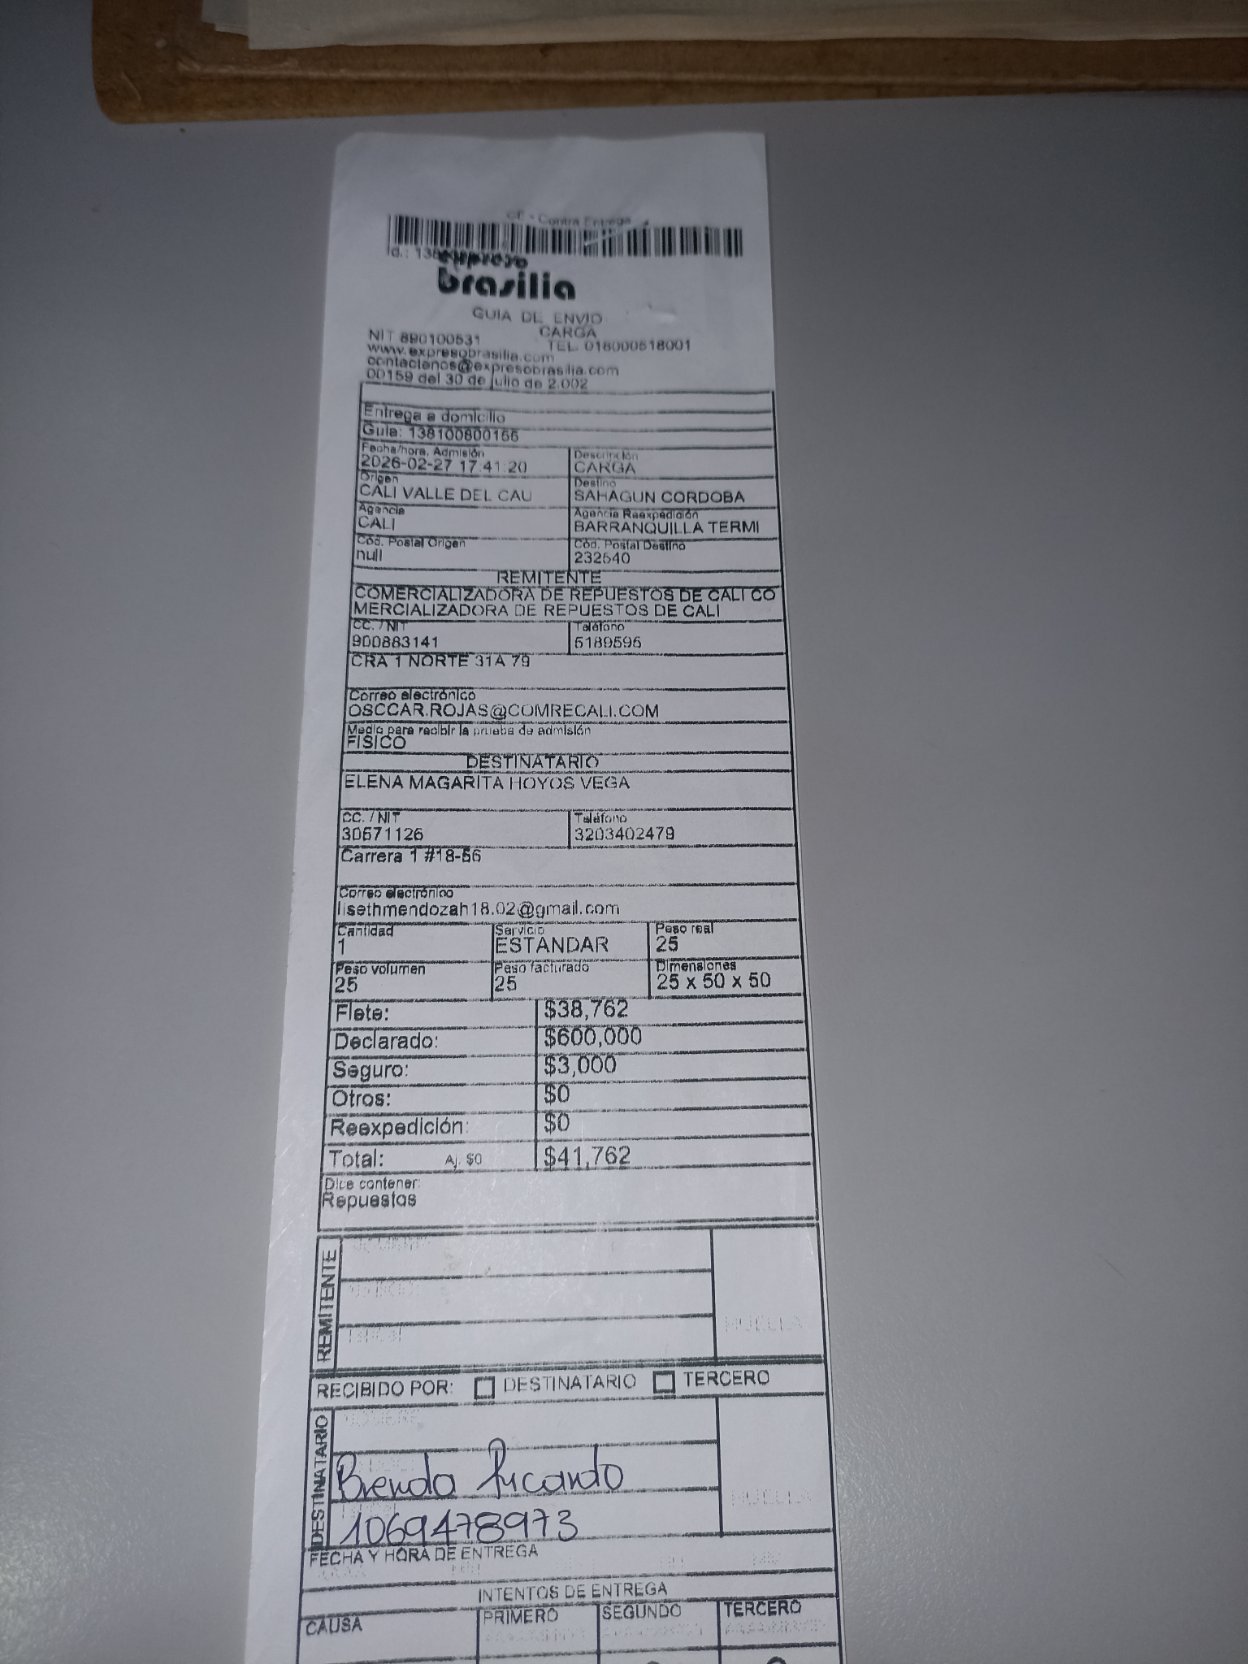 CE - Contra Entrega
Id.: 138
expreso
brasilia
GUIA DE ENVIO
CARGA
NIT 890100531 TEL. 018000518001
www.expresobrasilia.com
contactenos@expresobrasilia.com
00159 del 30 de julio de 2.002
Entrega a domicilio
Guia: 138100800166
Fecha/hora. Admisión Descripción
2026-02-27 17:41:20 CARGA
Origen Destino
CALI VALLE DEL CAU SAHAGUN CORDOBA
Agencia Agencia Reexpedición
CALI BARRANQUILLA TERMI
Cód. Postal Origen Cód. Postal Destino
null 232540
REMITENTE
COMERCIALIZADORA DE REPUESTOS DE CALI CO
MERCIALIZADORA DE REPUESTOS DE CALI
CC. / NIT Teléfono
900883141 5189595
CRA 1 NORTE 31A 79
Correo electrónico
OSCCAR.ROJAS@COMRECALI.COM
Medio para recibir la prueba de admisión
FISICO
DESTINATARIO
ELENA MAGARITA HOYOS VEGA
CC. / NIT Teléfono
30571126 3203402479
Carrera 1 #18-56
Correo electrónico
lisethmendozah18.02@gmail.com
Cantidad Servicio Peso real
1 ESTANDAR 25
Peso volumen Peso facturado Dimensiones
25 25 25 x 50 x 50
Flete: $38,762
Declarado: $600,000
Seguro: $3,000
Otros: $0
Reexpedición: $0
Total: Aj. $0 $41,762
Dice contener:
Repuestos
REMITENTE
HUELLA
RECIBIDO POR: DESTINATARIO TERCERO
DESTINATARIO
Brenda Ricardo
HUELLA
1069478973
FECHA Y HORA DE ENTREGA
INTENTOS DE ENTREGA
CAUSA PRIMERO SEGUNDO TERCERO